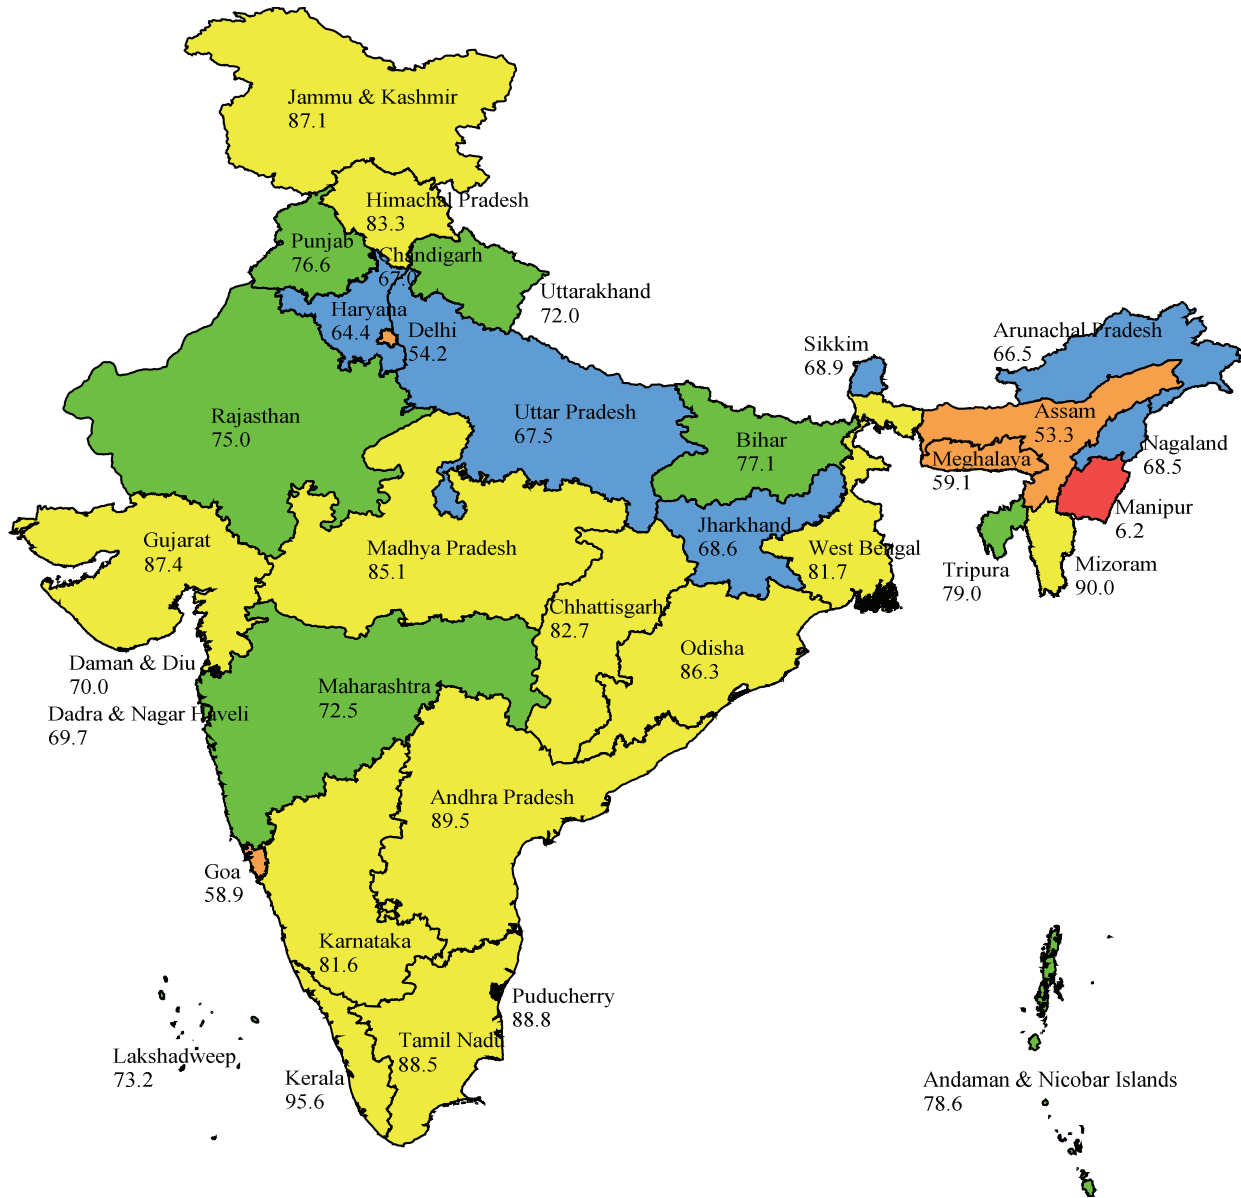 Jammu & Kashmir
87.1
Himachal Pradesh
83.3
Punjab
76.6
Chandigarh
67.0
Uttarakhand
72.0
Haryana
64.4
Delhi
54.2
Sikkim
68.9
Arunachal Pradesh
66.5
Rajasthan
75.0
Uttar Pradesh
67.5
Bihar
77.1
Assam
53.3
Nagaland
68.5
Meghalaya
59.1
Manipur
6.2
Gujarat
87.4
Madhya Pradesh
85.1
Jharkhand
68.6
West Bengal
81.7
Tripura
79.0
Mizoram
90.0
Chhattisgarh
82.7
Odisha
86.3
Daman & Diu
70.0
Dadra & Nagar Haveli
69.7
Maharashtra
72.5
Andhra Pradesh
89.5
Goa
58.9
Karnataka
81.6
Puducherry
88.8
Tamil Nadu
88.5
Lakshadweep
73.2
Kerala
95.6
Andaman & Nicobar Islands
78.6